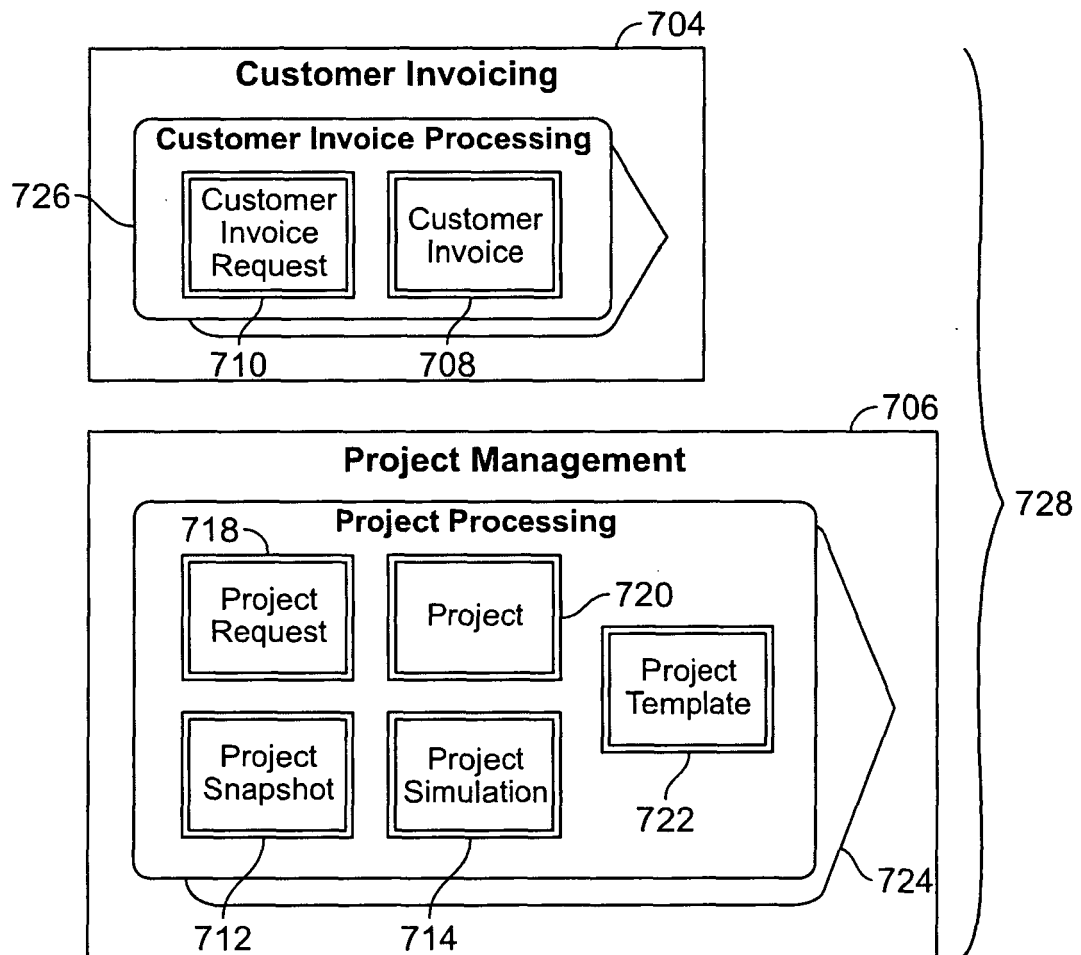 704
Customer Invoicing
Customer Invoice Processing
726
Customer
Invoice
Request
Customer
Invoice
710
708
706
Project Management
728
Project Processing
718
Project
Request
Project
720
Project
Template
Project
Snapshot
Project
Simulation
722
724
712
714